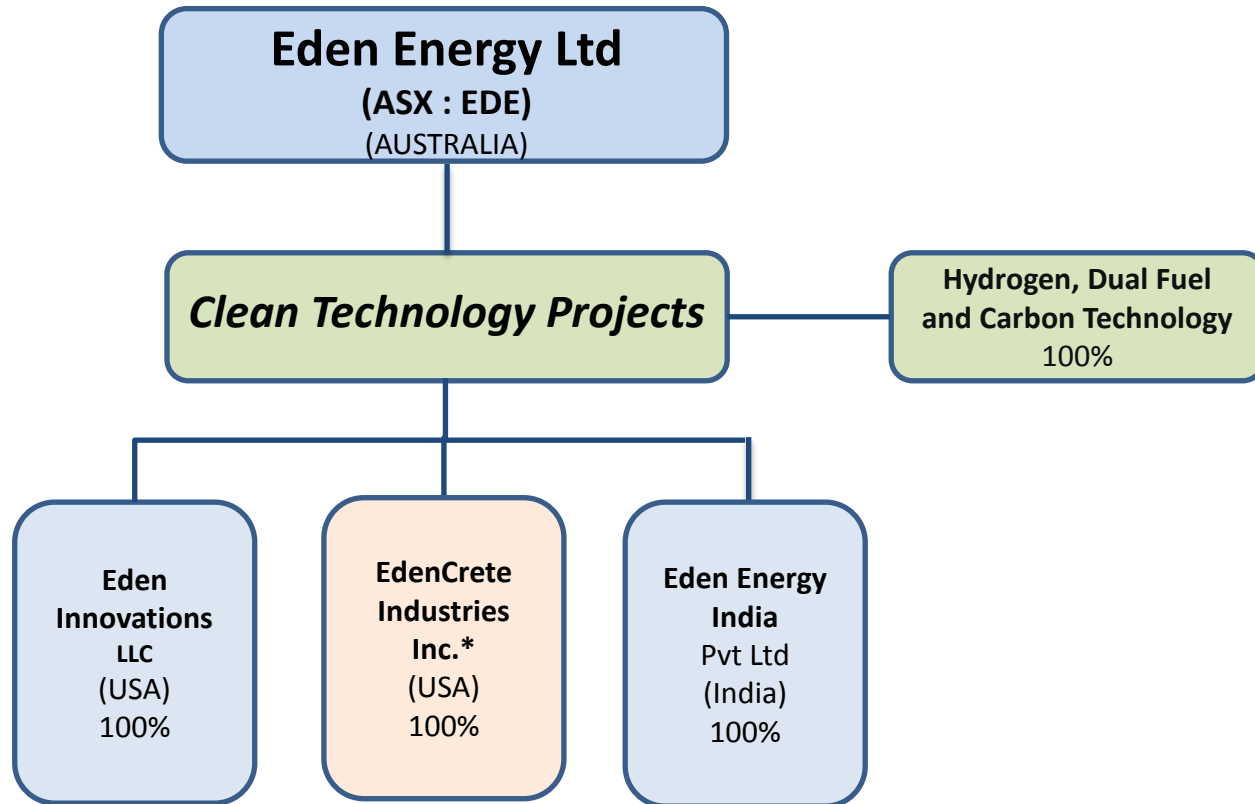 Eden Energy Ltd
(ASX : EDE)
(AUSTRALIA)
Clean Technology Projects
Hydrogen, Dual Fuel
and Carbon Technology
100%
Eden
Innovations
LLC
(USA)
100%
EdenCrete
Industries
Inc.*
(USA)
100%
Eden Energy
India
Pvt Ltd
(India)
100%